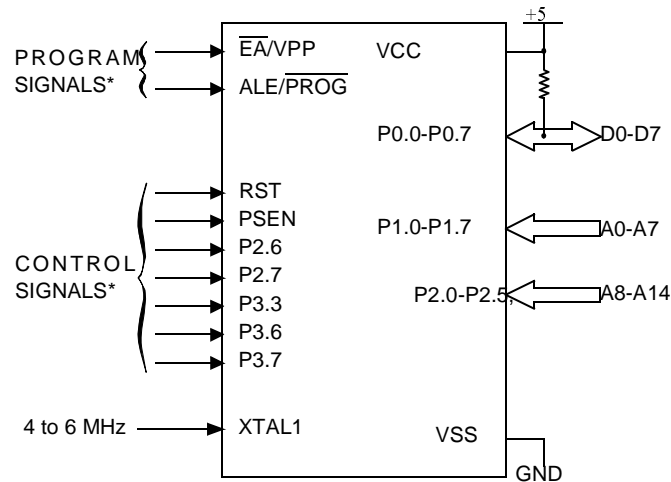 +5
PROGRAM
SIGNALS*
EA/VPP
ALE/PROG
VCC
P0.0-P0.7
D0-D7
CONTROL
SIGNALS*
RST
PSEN
P2.6
P2.7
P3.3
P3.6
P3.7
P1.0-P1.7
A0-A7
P2.0-P2.5,
A8-A14
4 to 6 MHz
XTAL1
VSS
GND